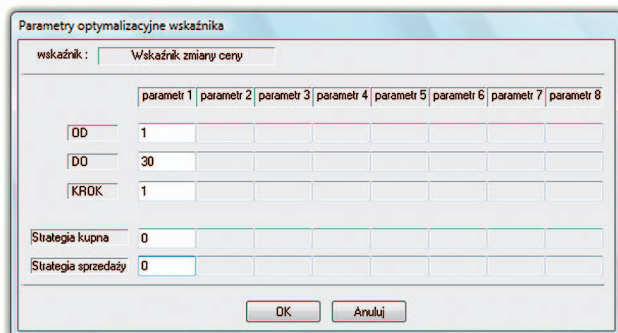 Parametry optymalizacyjne wskaźnika
wskaźnik : Wskaźnik zmiany ceny
parametr 1 parametr 2 parametr 3 parametr 4 parametr 5 parametr 6 parametr 7 parametr 8
OD 1
DO 30
KROK 1
Strategia kupna 0
Strategia sprzedaży 0
OK Anuluj